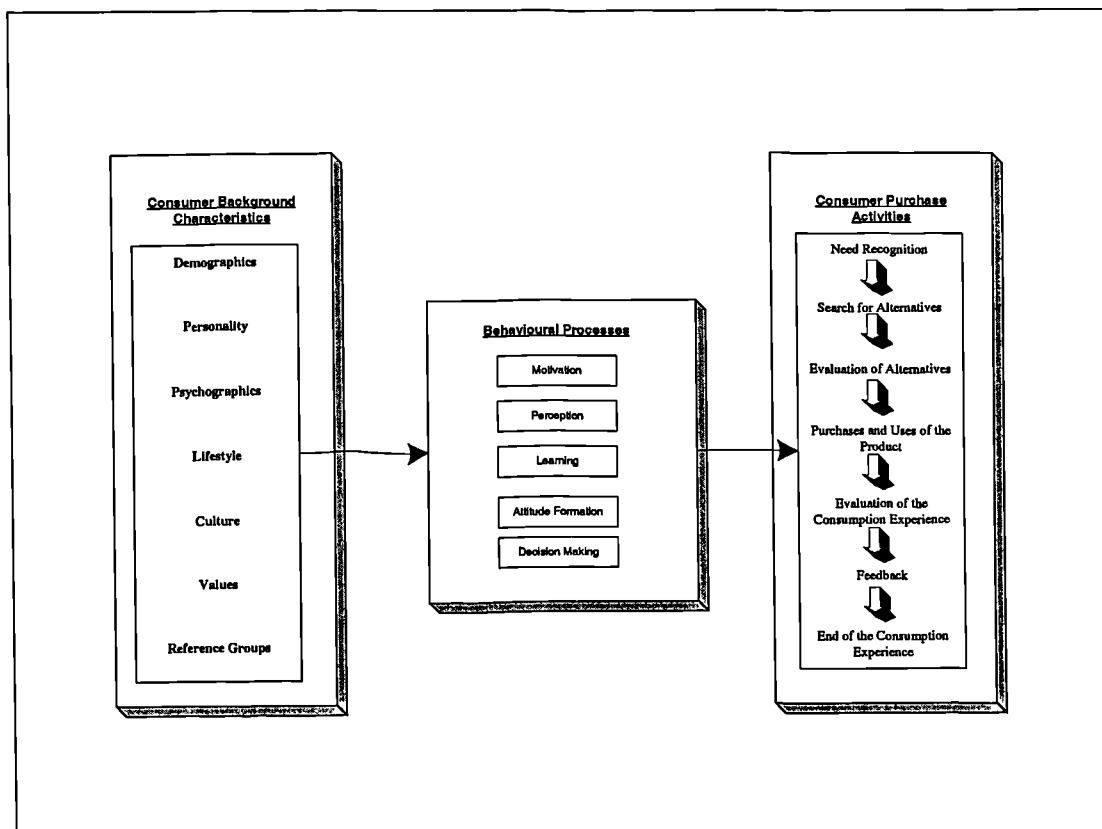 Consumer Background
Characteristics
Demographics
Personality
Psychographics
Lifestyle
Culture
Values
Reference Groups
Behavioural Processes
Motivation
Perception
Learning
Attitude Formation
Decision Making
Consumer Purchase
Activities
Need Recognition
Search for Alternatives
Evaluation of Alternatives
Purchases and Uses of the
Product
Evaluation of the
Consumption Experience
Feedback
End of the Consumption
Experience